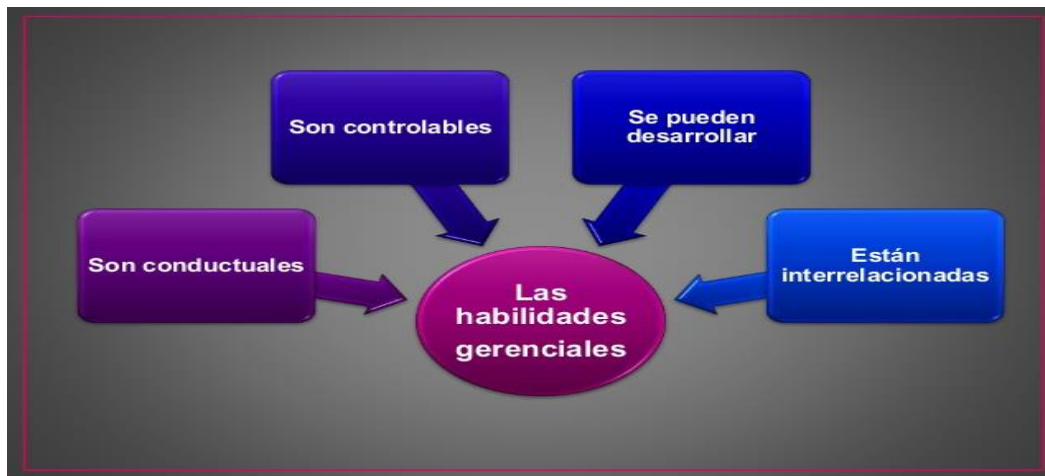 Son conductuales
Son controlables
Se pueden
desarrollar
Están
interrelacionadas
Las
habilidades
gerenciales